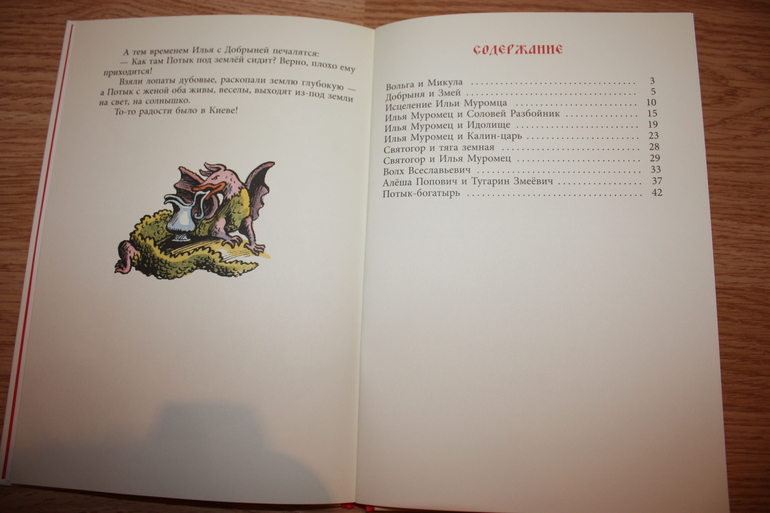 А тем временем Илья с Добрыней печалятся:
— Как там Потык под землёй сидит? Верно, плохо ему
приходится!
Взяли лопаты дубовые, раскопали землю глубокую —
а Потык с женой оба живы, веселы, выходят из-под земли
на свет, на солнышко.
То-то радости было в Киеве!
СОДЕРЖАНИЕ
Вольга и Микула . . . . . . . . . . . . . . . . . . . . . . . . . . . . 3
Добрыня и Змей . . . . . . . . . . . . . . . . . . . . . . . . . . . . 5
Исцеление Ильи Муромца . . . . . . . . . . . . . . . . . . . . 10
Илья Муромец и Соловей Разбойник . . . . . . . . . . . . . 15
Илья Муромец и Идолище . . . . . . . . . . . . . . . . . . . . 19
Илья Муромец и Калин-царь . . . . . . . . . . . . . . . . . . 23
Святогор и тяга земная . . . . . . . . . . . . . . . . . . . . . . 28
Святогор и Илья Муромец . . . . . . . . . . . . . . . . . . . . 29
Волх Всеславьевич . . . . . . . . . . . . . . . . . . . . . . . . . . 33
Алёша Попович и Тугарин Змеёвич . . . . . . . . . . . . . . 37
Потык-богатырь . . . . . . . . . . . . . . . . . . . . . . . . . . . . 42